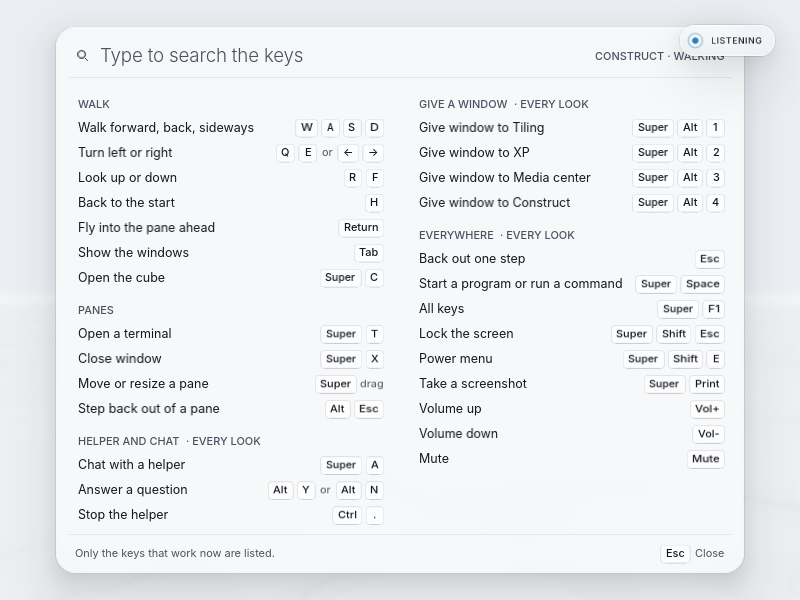 Type to search the keys
CONSTRUCT · WALKING
LISTENING
WALK
Walk forward, back, sideways W A S D
Turn left or right Q E or ← →
Look up or down R F
Back to the start H
Fly into the pane ahead Return
Show the windows Tab
Open the cube Super C
PANES
Open a terminal Super T
Close window Super X
Move or resize a pane Super drag
Step back out of a pane Alt Esc
HELPER AND CHAT · EVERY LOOK
Chat with a helper Super A
Answer a question Alt Y or Alt N
Stop the helper Ctrl .
GIVE A WINDOW · EVERY LOOK
Give window to Tiling Super Alt 1
Give window to XP Super Alt 2
Give window to Media center Super Alt 3
Give window to Construct Super Alt 4
EVERYWHERE · EVERY LOOK
Back out one step Esc
Start a program or run a command Super Space
All keys Super F1
Lock the screen Super Shift Esc
Power menu Super Shift E
Take a screenshot Super Print
Volume up Vol+
Volume down Vol-
Mute Mute
Only the keys that work now are listed.
Esc Close